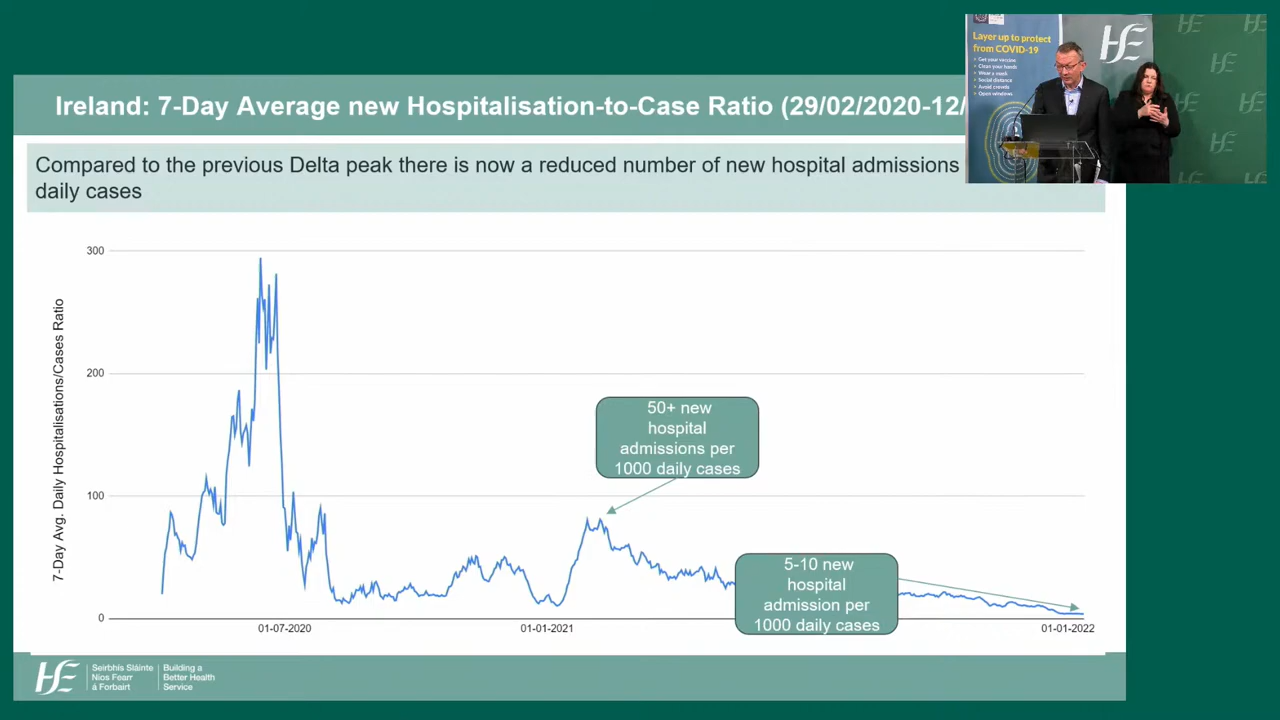 Ireland: 7-Day Average new Hospitalisation-to-Case Ratio (29/02/2020-12/
Compared to the previous Delta peak there is now a reduced number of new hospital admissions
daily cases
Layer up to protect
from COVID-19
Get your vaccine
Clean your hands
Wear a mask
Social distance
Avoid crowds
Open windows
7-Day Avg. Daily Hospitalisations/Cases Ratio
300
200
100
0
01-07-2020
01-01-2021
01-01-2022
50+ new
hospital
admissions per
1000 daily cases
5-10 new
hospital
admission per
1000 daily cases
Seirbhís Sláinte
Níos Fearr
á Forbairt
Building a
Better Health
Service